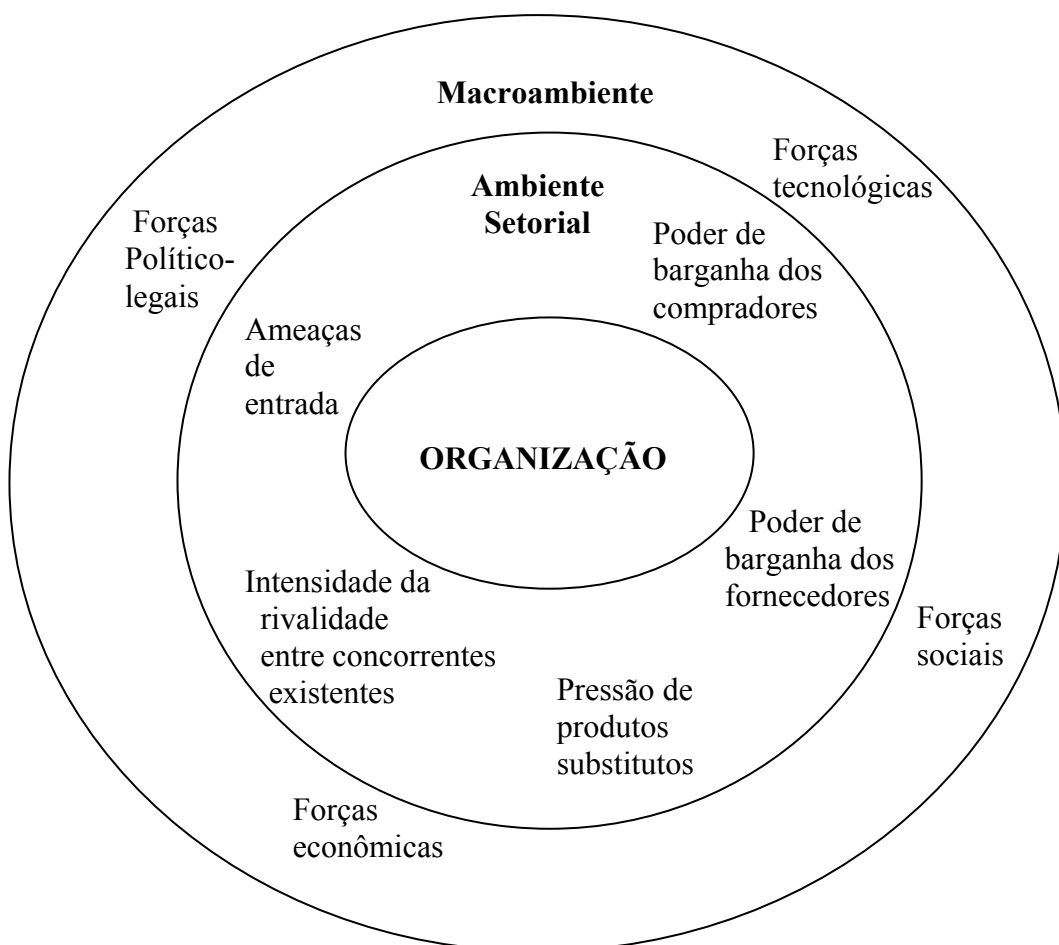 Macroambiente
Forças
tecnológicas
Ambiente
Setorial
Forças
Político-
legais
Poder de
barganha dos
compradores
Ameaças
de
entrada
ORGANIZAÇÃO
Poder de
barganha dos
fornecedores
Intensidade da
rivalidade
entre concorrentes
existentes
Forças
sociais
Pressão de
produtos
substitutos
Forças
econômicas